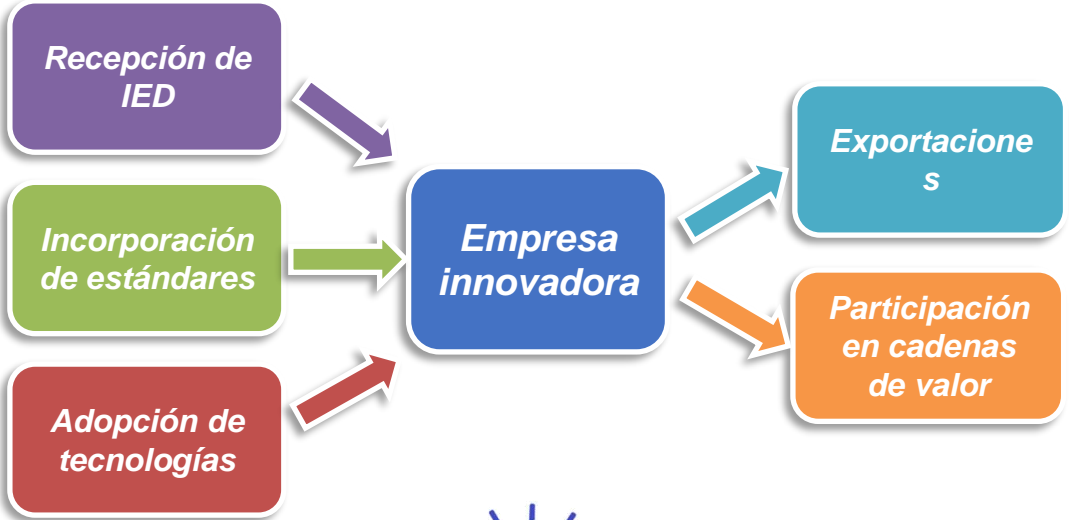 Recepción de
IED
Incorporación
de estándares
Adopción de
tecnologías
Empresa
innovadora
Exportacione
s
Participación
en cadenas
de valor